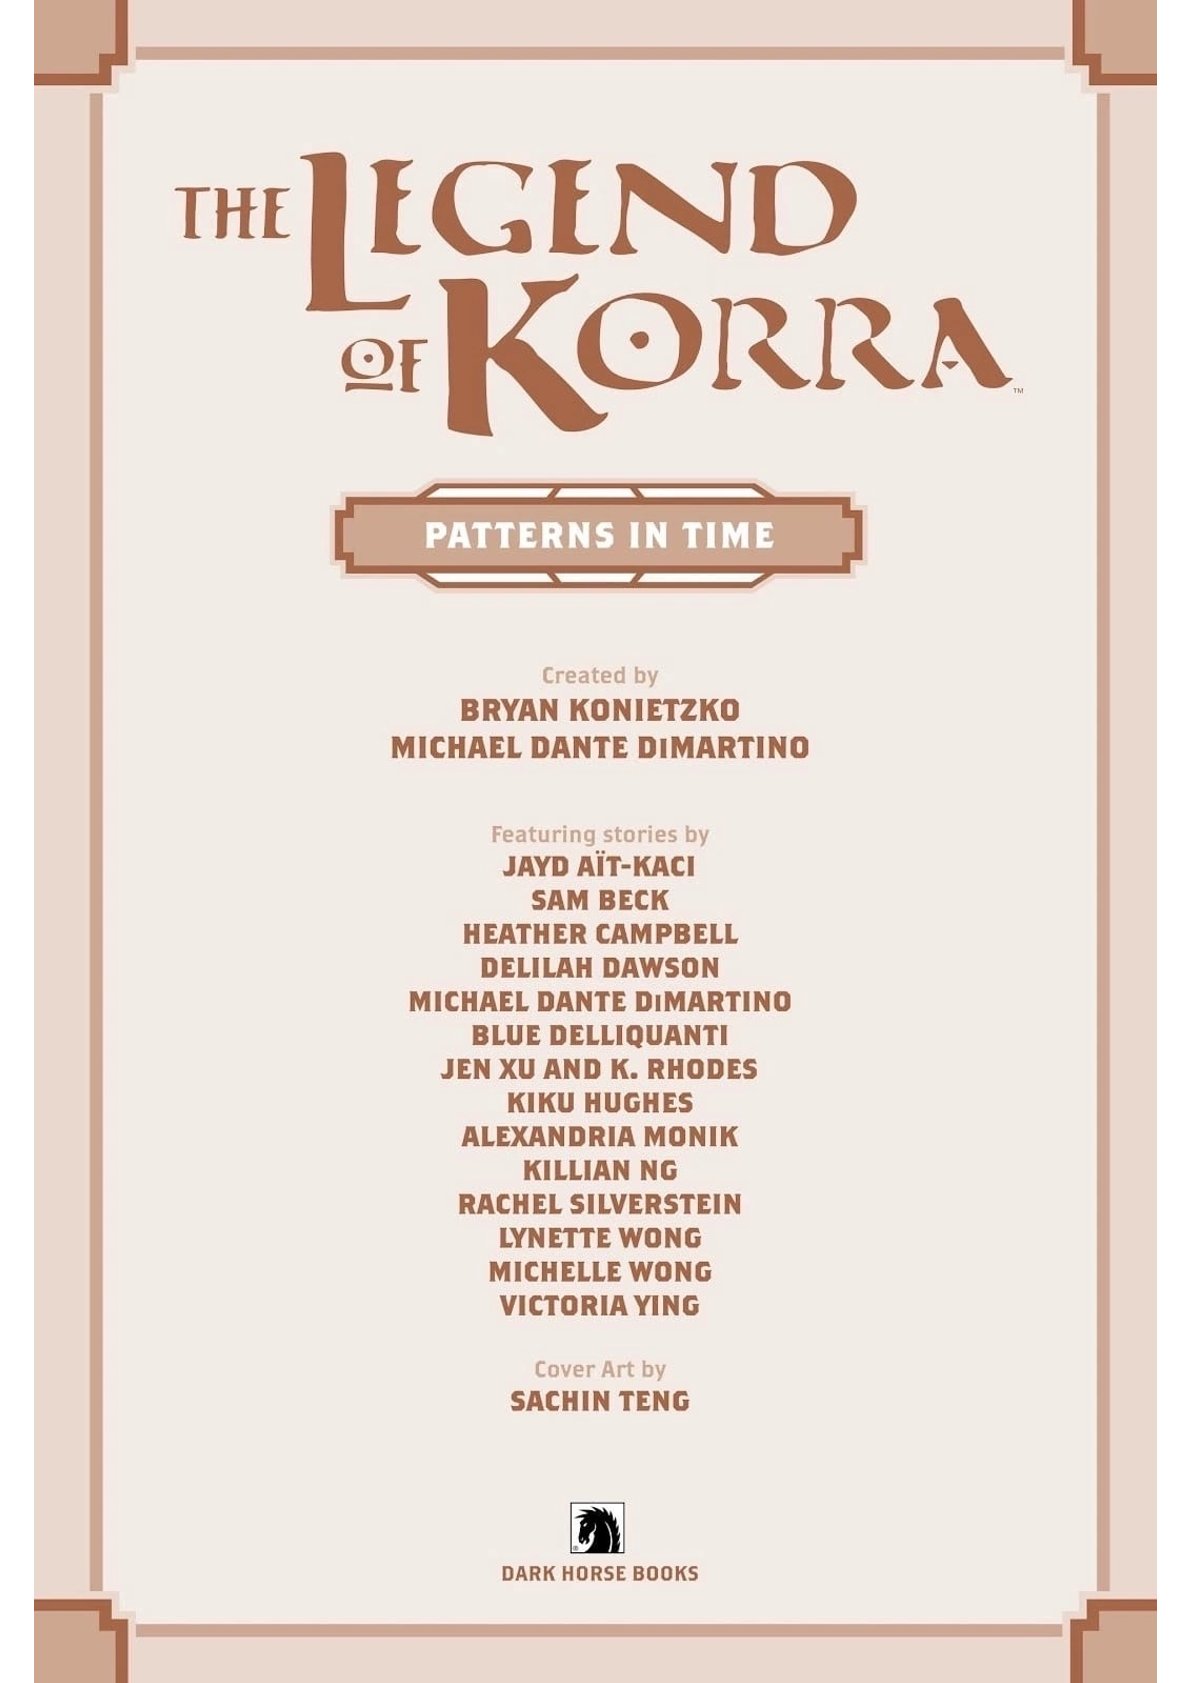 THE LEGEND
OF KORRA™
PATTERNS IN TIME
Created by
BRYAN KONIETZKO
MICHAEL DANTE DiMARTINO
Featuring stories by
JAYD AÏT-KACI
SAM BECK
HEATHER CAMPBELL
DELILAH DAWSON
MICHAEL DANTE DiMARTINO
BLUE DELLIQUANTI
JEN XU AND K. RHODES
KIKU HUGHES
ALEXANDRIA MONIK
KILLIAN NG
RACHEL SILVERSTEIN
LYNETTE WONG
MICHELLE WONG
VICTORIA YING
Cover Art by
SACHIN TENG
®
DARK HORSE BOOKS